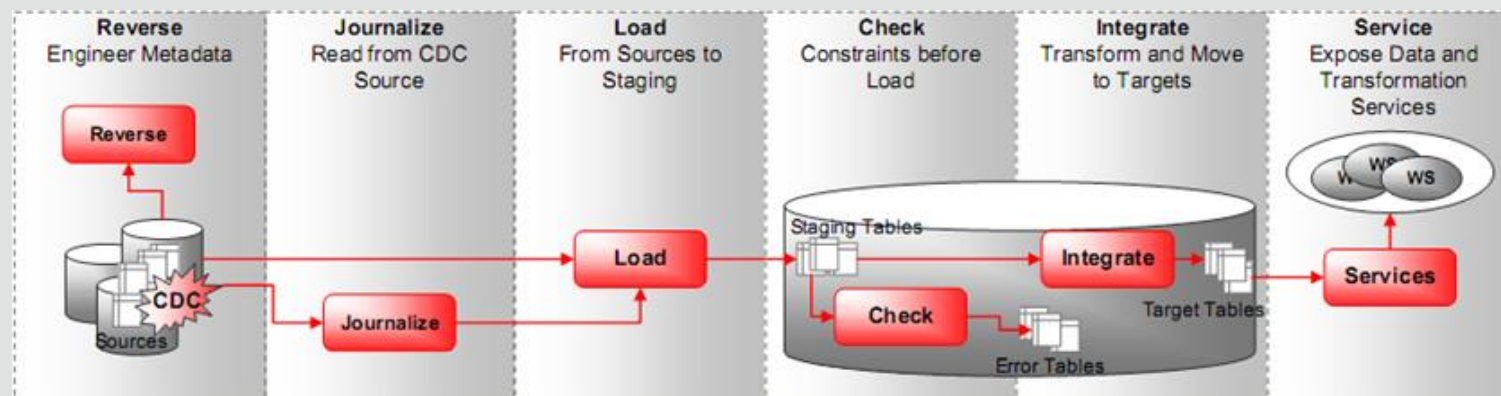 Reverse
Engineer Metadata
Journalize
Read from CDC
Source
Load
From Sources to
Staging
Check
Constraints before
Load
Integrate
Transform and Move
to Targets
Service
Expose Data and
Transformation
Services
Reverse
CDC
Sources
Journalize
Load
Staging Tables
Check
Error Tables
Integrate
Target Tables
Services
W
WS
WS